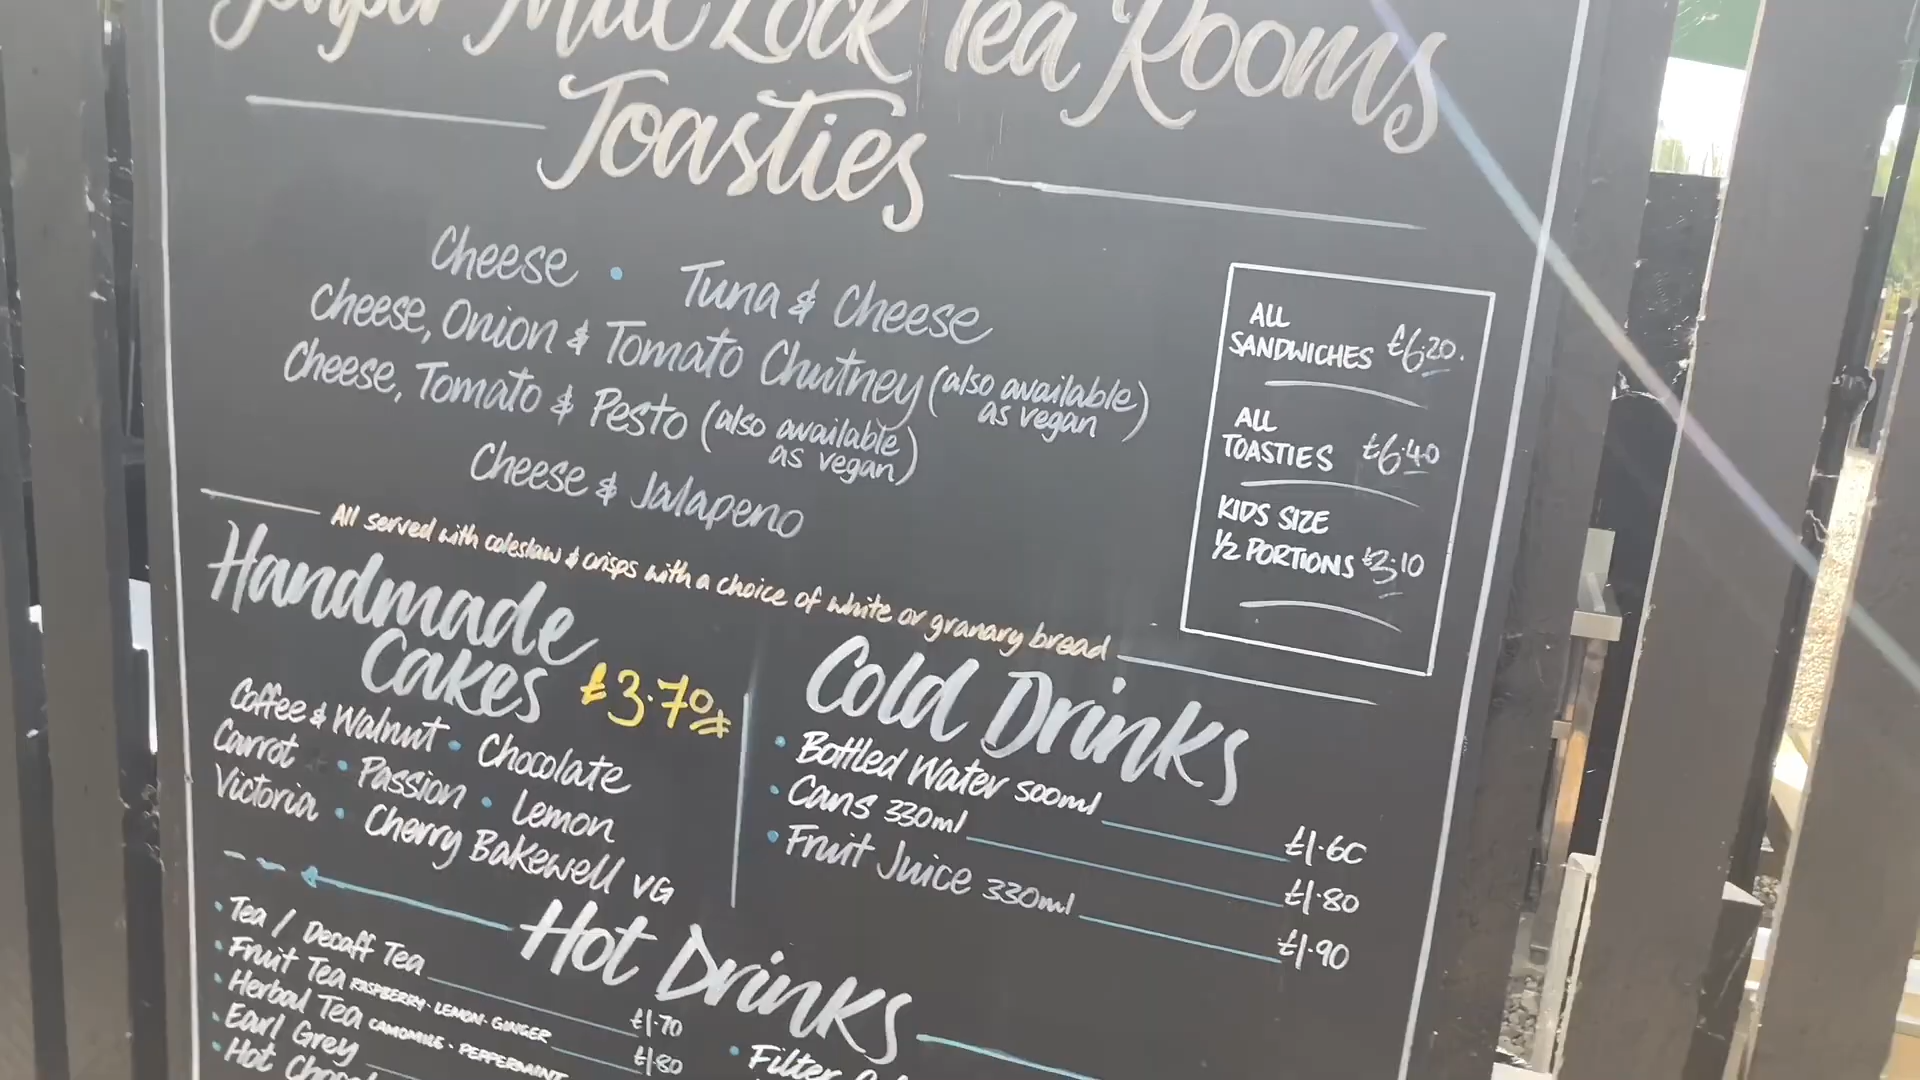 Mill Lock Tea Rooms
Toasties
Cheese • Tuna & Cheese
Cheese, Onion & Tomato Chutney (also available as vegan)
Cheese, Tomato & Pesto (also available as vegan)
Cheese & Jalapeno
All served with coleslaw & crisps with a choice of white or granary bread
ALL SANDWICHES £6.20.
ALL TOASTIES £6.40
KIDS SIZE
1/2 PORTIONS £3.10
Handmade
Cakes £3.70
Coffee & Walnut • Chocolate
Carrot • Passion • Lemon
Victoria • Cherry Bakewell VG
Cold Drinks
• Bottled Water 500ml £1.60
• Cans 330ml £1.80
• Fruit Juice 330ml £1.90
Hot Drinks
• Tea / Decaff Tea £1.70
• Fruit Tea RASPBERRY • LEMON • GINGER £1.80
• Herbal Tea CAMOMILE • PEPPERMINT
• Earl Grey
• Hot
• Filter